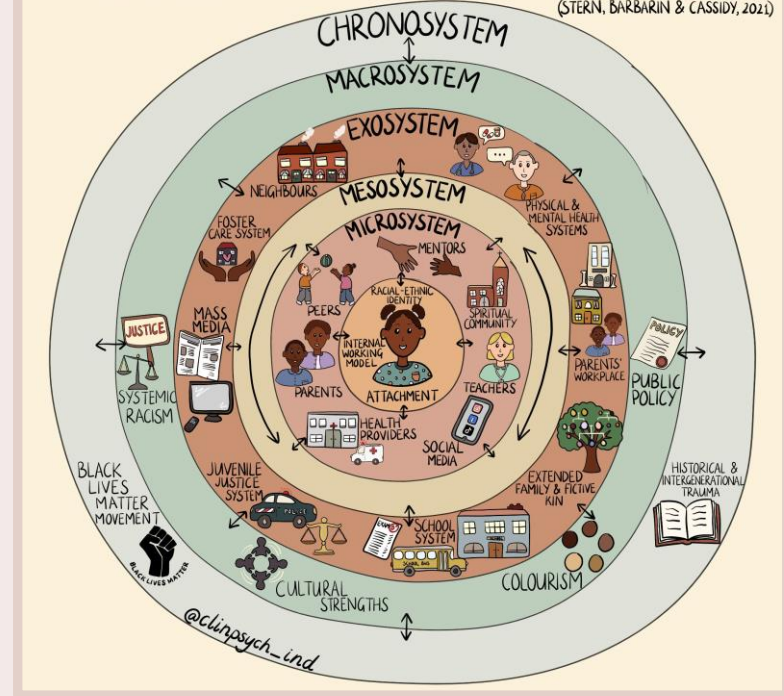 (STERN, BARBARIN & CASSIDY, 2021)
CHRONOSYSTEM
MACROSYSTEM
EXOSYSTEM
NEIGHBOURS
PHYSICAL &
MENTAL HEALTH
SYSTEMS
FOSTER
CARE SYSTEM
MESOSYSTEM
MICROSYSTEM
MENTORS
PEERS
RACIAL-ETHNIC
IDENTITY
SPIRITUAL
COMMUNITY
INTERNAL
WORKING
MODEL
ATTACHMENT
PARENTS
TEACHERS
HEALTH
PROVIDERS
SOCIAL
MEDIA
MASS
MEDIA
PARENTS'
WORKPLACE
JUSTICE
SYSTEMIC
RACISM
POLICY
PUBLIC
POLICY
JUVENILE
JUSTICE
SYSTEM
POLICE
EXAM
SCHOOL
SYSTEM
SCHOOL BUS
EXTENDED
FAMILY & FICTIVE
KIN
BLACK
LIVES
MATTER
MOVEMENT
BLACK LIVES MATTER
HISTORICAL &
INTERGENERATIONAL
TRAUMA
CULTURAL
STRENGTHS
COLOURISM
@clinpsych_ind